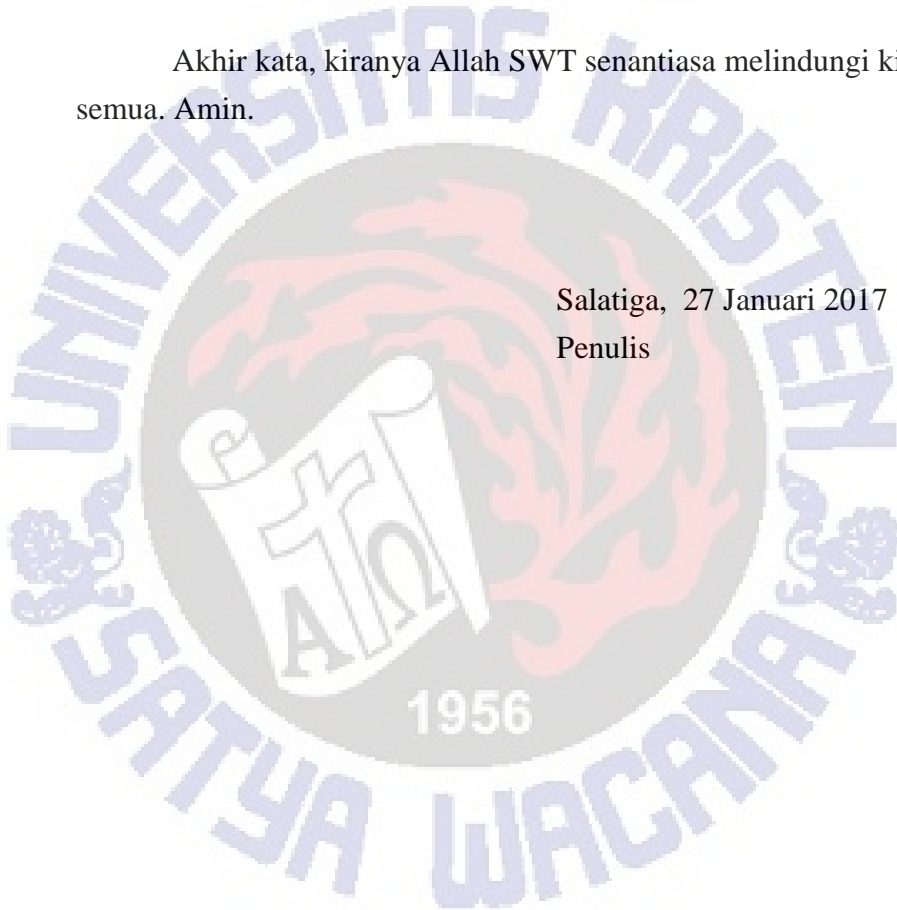 Akhir kata, kiranya Allah SWT senantiasa melindungi
semua. Amin.
Salatiga, 27 Januari 2017
Penulis
UNIVERSITAS KRISTEN
Α Ω
1956
SATYA WACANA